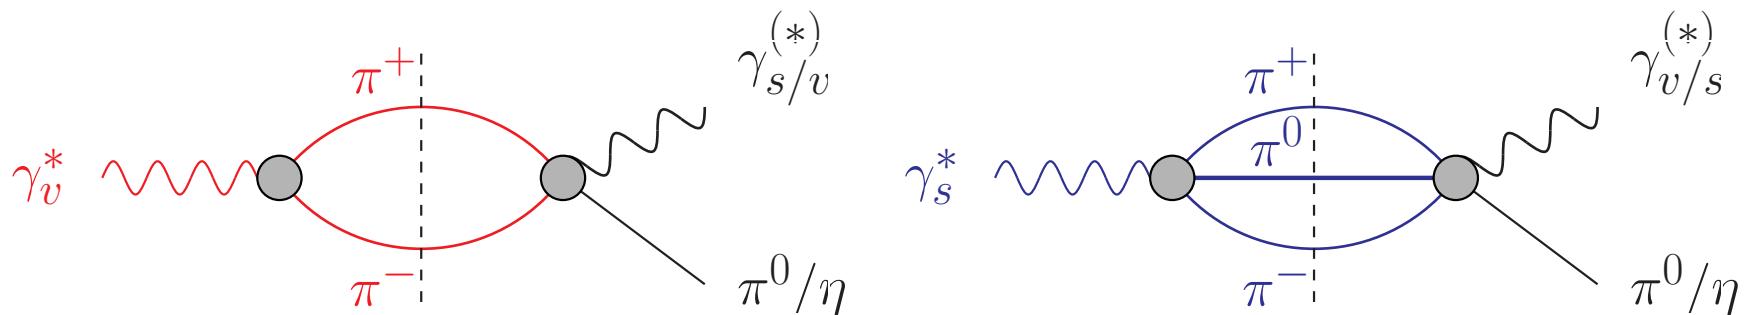 π⁺
γ*ᵥ
π⁻
γ⁽*⁾ s/v
π⁰/η
π⁺
π⁰
γ*ₛ
π⁻
γ⁽*⁾ v/s
π⁰/η